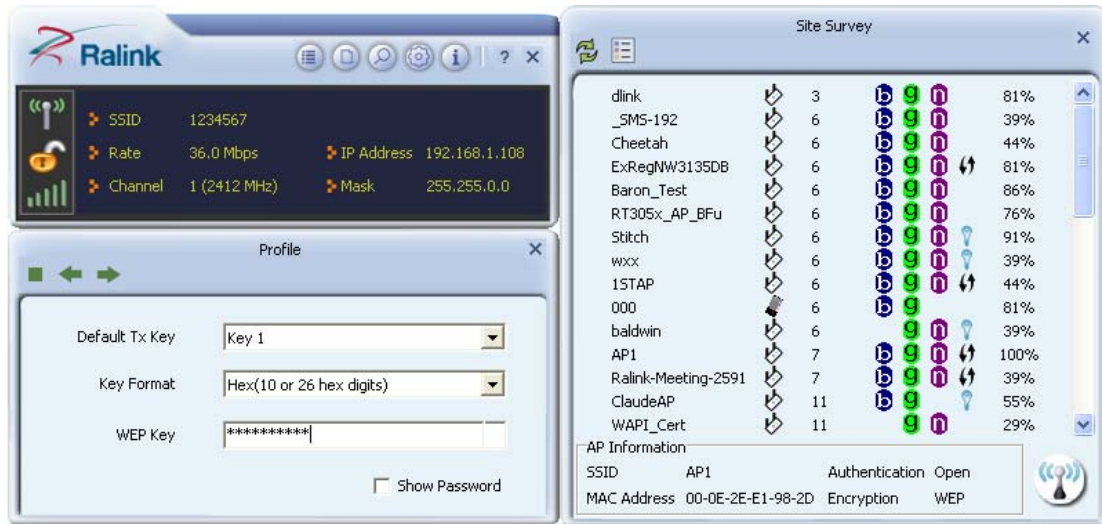 Ralink
? ×
SSID 1234567
Rate 36.0 Mbps IP Address 192.168.1.108
Channel 1 (2412 MHz) Mask 255.255.0.0
Profile
Default Tx Key Key 1
Key Format Hex(10 or 26 hex digits)
WEP Key **********
Show Password
Site Survey
dlink 3 b g n 81%
_SMS-192 6 b g n 39%
Cheetah 6 b g n 44%
ExRegNW3135DB 6 b g n 81%
Baron_Test 6 b g n 86%
RT305x_AP_BFu 6 b g n 76%
Stitch 6 b g n 91%
wxx 6 b g n 39%
1STAP 6 b g n 44%
000 6 b g 81%
baldwin 6 g n 39%
AP1 7 b g n 100%
Ralink-Meeting-2591 7 b g n 39%
ClaudeAP 11 b g 55%
WAPI_Cert 11 g n 29%
AP Information
SSID AP1 Authentication Open
MAC Address 00-0E-2E-E1-98-2D Encryption WEP